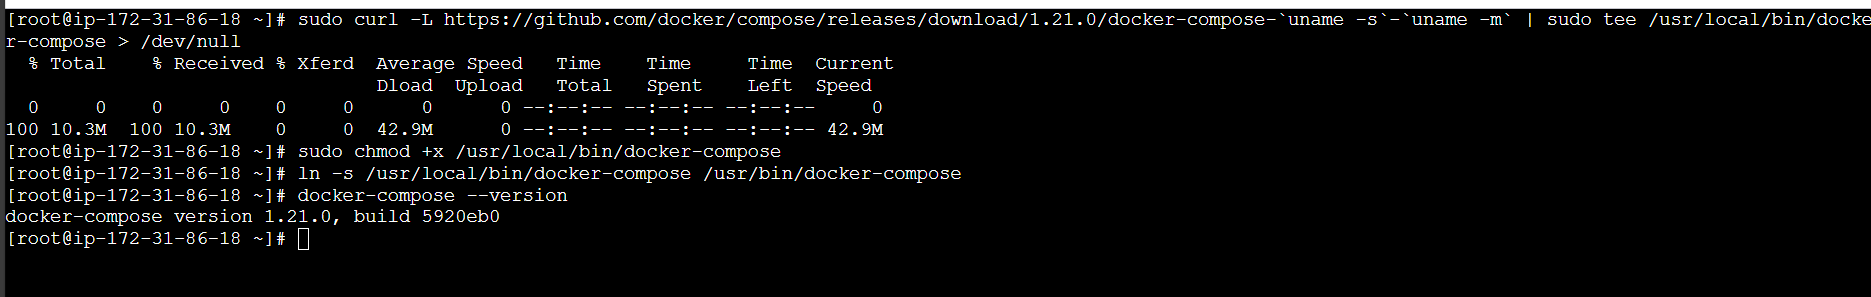 [root@ip-172-31-86-18 ~]# sudo curl -L https://github.com/docker/compose/releases/download/1.21.0/docker-compose-`uname -s`-`uname -m` | sudo tee /usr/local/bin/docke
r-compose > /dev/null
  % Total    % Received % Xferd  Average Speed   Time    Time     Time  Current
                                 Dload  Upload   Total   Spent    Left  Speed
  0     0    0     0    0     0      0      0 --:--:-- --:--:-- --:--:--     0
100 10.3M  100 10.3M    0     0  42.9M      0 --:--:-- --:--:-- --:--:-- 42.9M
[root@ip-172-31-86-18 ~]# sudo chmod +x /usr/local/bin/docker-compose
[root@ip-172-31-86-18 ~]# ln -s /usr/local/bin/docker-compose /usr/bin/docker-compose
[root@ip-172-31-86-18 ~]# docker-compose --version
docker-compose version 1.21.0, build 5920eb0
[root@ip-172-31-86-18 ~]#